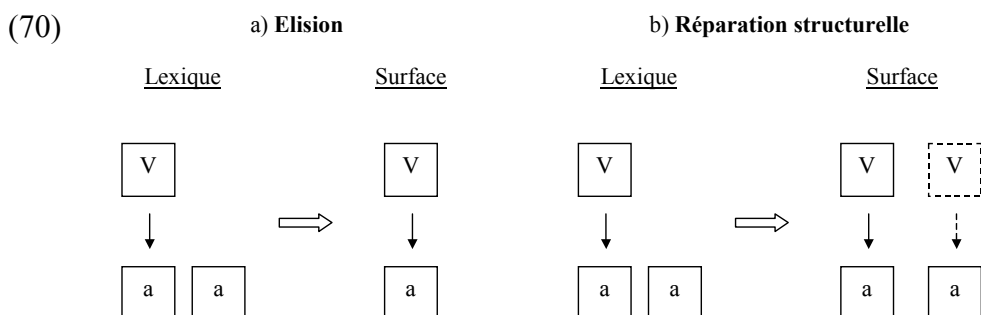 (70) a) Elision b) Réparation structurelle
Lexique Surface Lexique Surface
V V V V V
a a a a a a a